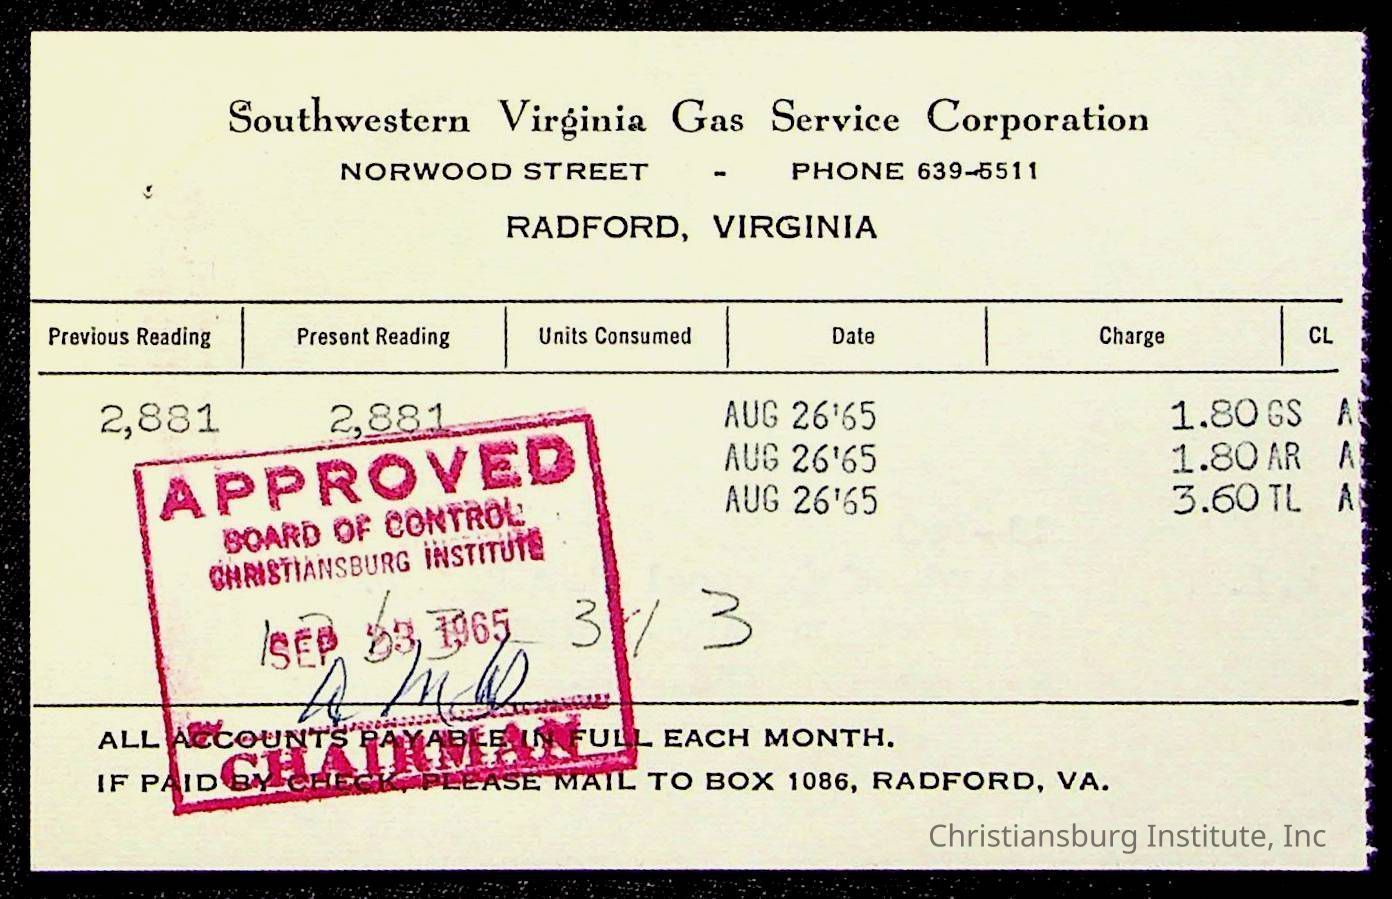 Southwestern Virginia Gas Service Corporation
NORWOOD STREET - PHONE 639-5511
RADFORD, VIRGINIA
Previous Reading Present Reading Units Consumed Date Charge CL
2,881 2,881 AUG 26'65 1.80 GS A
AUG 26'65 1.80 AR A
AUG 26'65 3.60 TL A
APPROVED
BOARD OF CONTROL
CHRISTIANSBURG INSTITUTE
SEP 23 1965
3
CHAIRMAN
ALL ACCOUNTS PAYABLE IN FULL EACH MONTH.
IF PAID BY CHECK, PLEASE MAIL TO BOX 1086, RADFORD, VA.
Christiansburg Institute, Inc